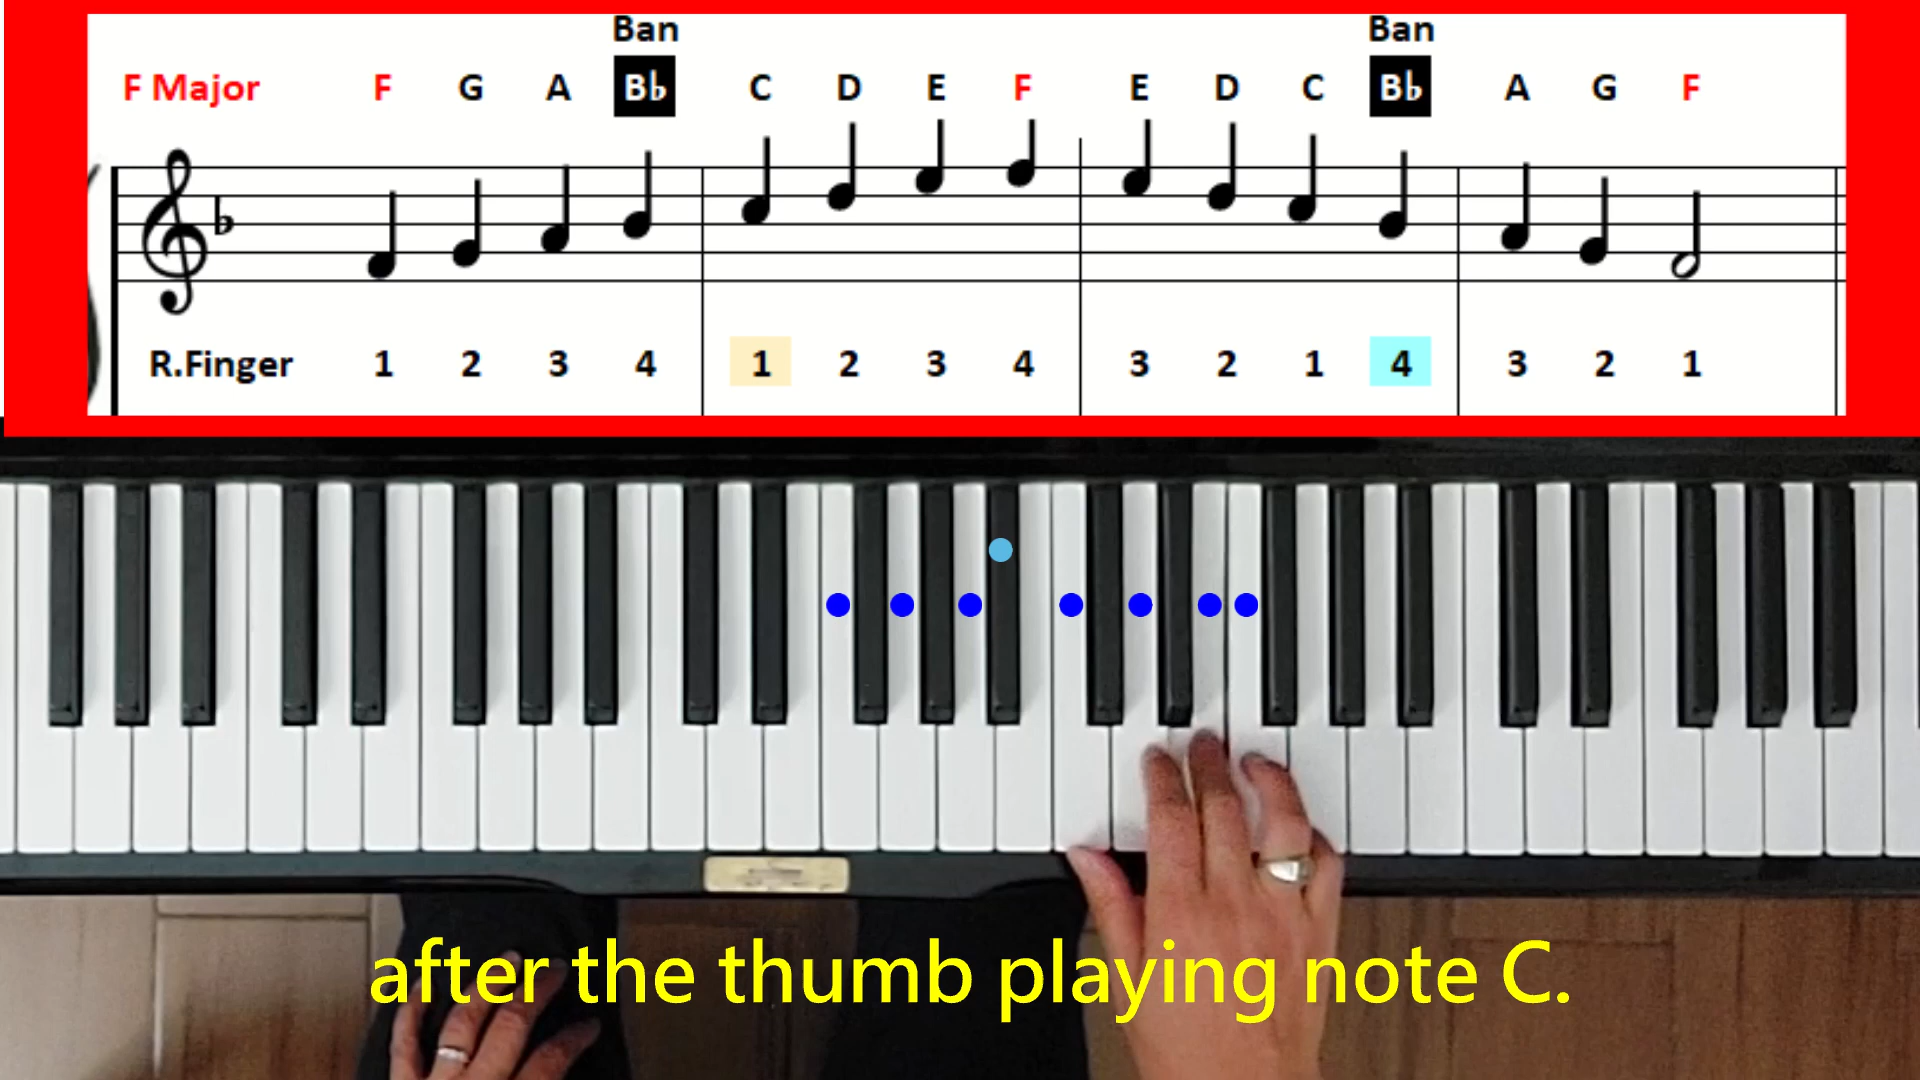 Ban Ban
F Major F G A B♭ C D E F E D C B♭ A G F
R.Finger 1 2 3 4 1 2 3 4 3 2 1 4 3 2 1
after the thumb playing note C.